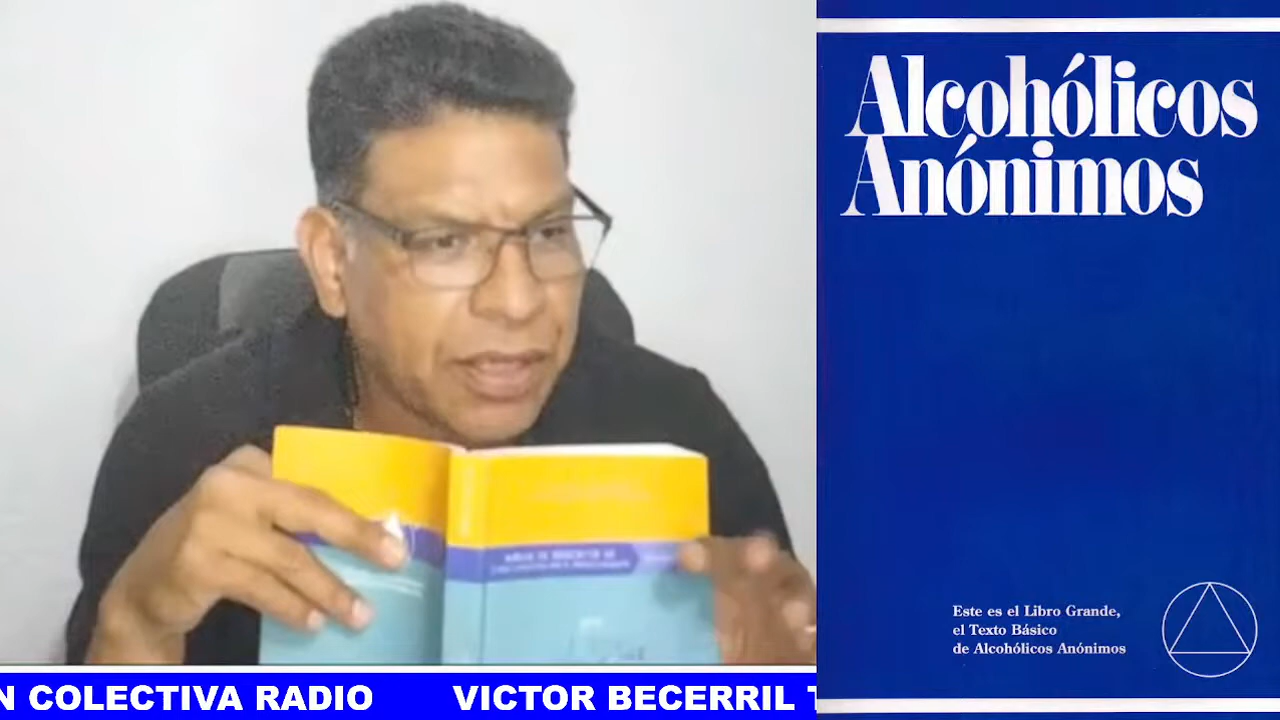 Alcohólicos
Anónimos
Este es el Libro Grande,
el Texto Básico
de Alcohólicos Anónimos
N COLECTIVA RADIO
VICTOR BECERRIL T